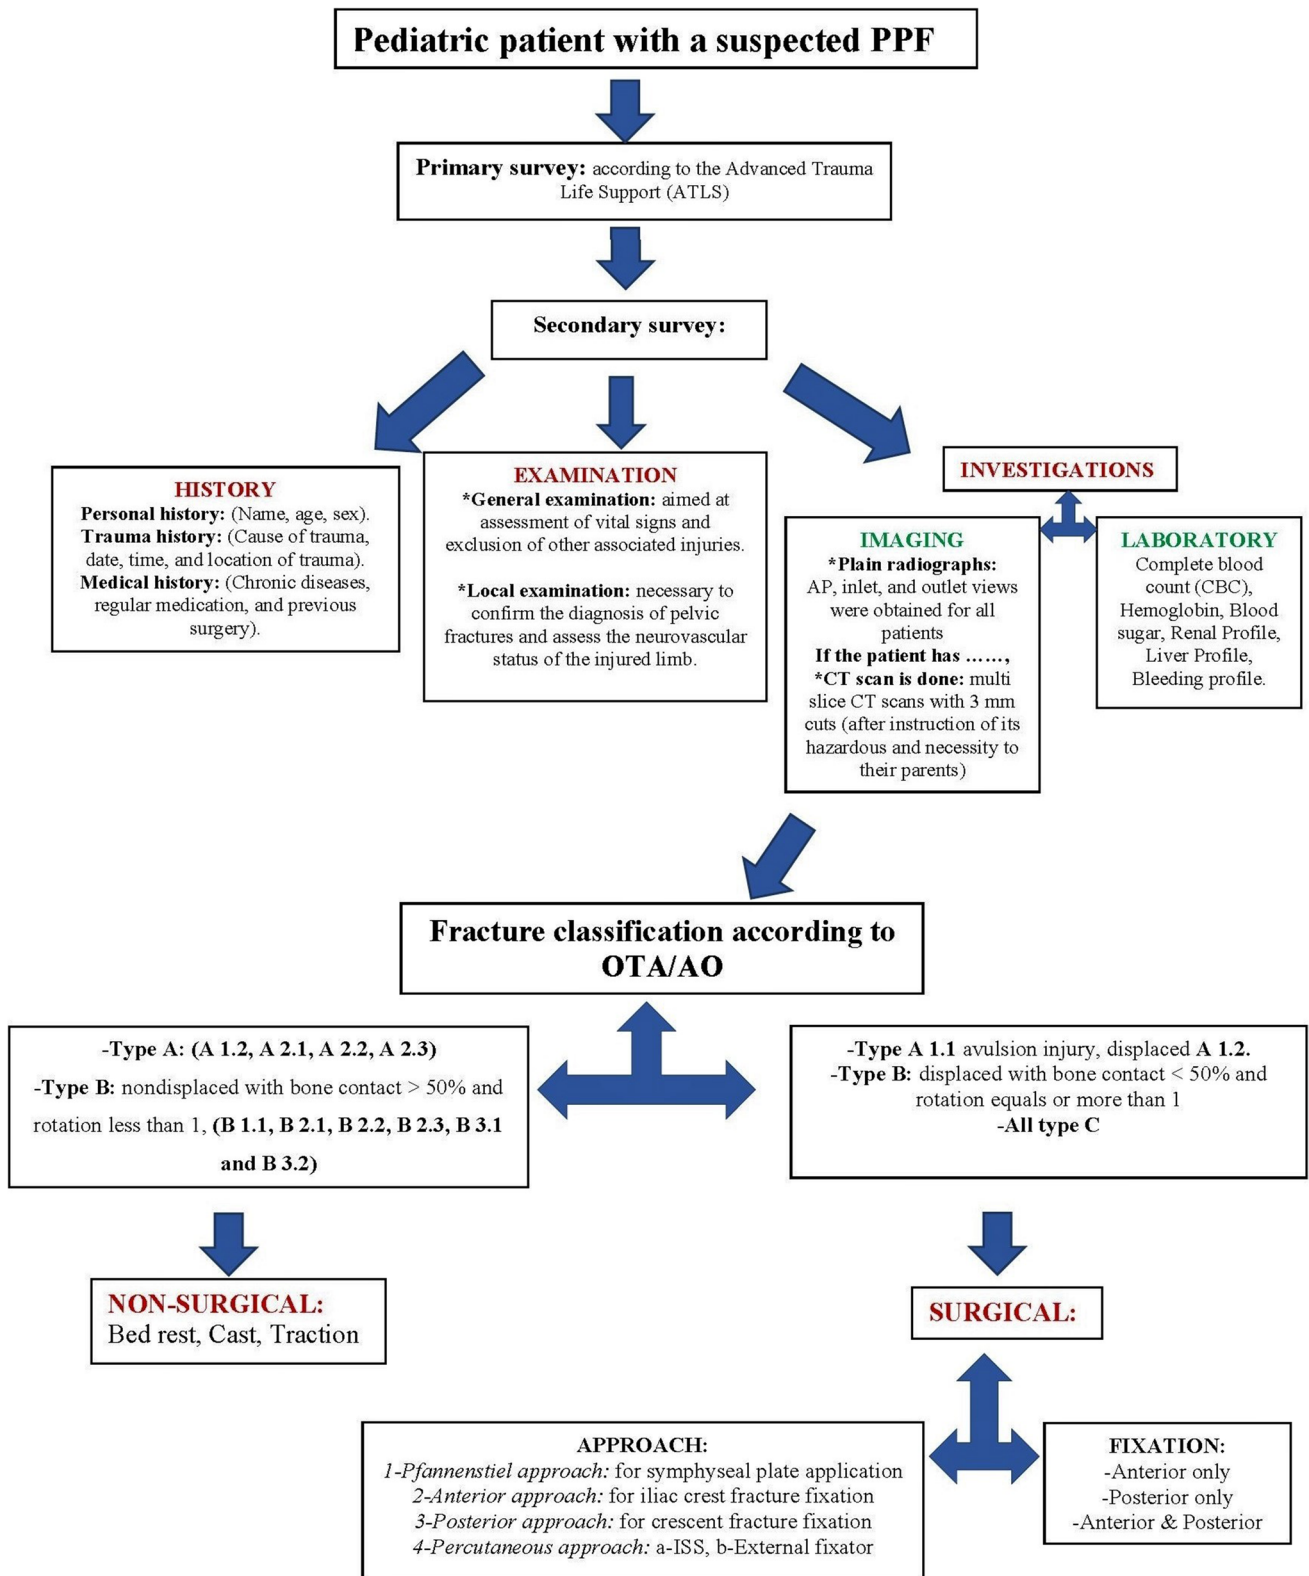 Pediatric patient with a suspected PPF
Primary survey: according to the Advanced Trauma
Life Support (ATLS)
Secondary survey:
HISTORY
Personal history: (Name, age, sex).
Trauma history: (Cause of trauma,
date, time, and location of trauma).
Medical history: (Chronic diseases,
regular medication, and previous
surgery).
EXAMINATION
*General examination: aimed at
assessment of vital signs and
exclusion of other associated injuries.
*Local examination: necessary to
confirm the diagnosis of pelvic
fractures and assess the neurovascular
status of the injured limb.
INVESTIGATIONS
IMAGING
*Plain radiographs:
AP, inlet, and outlet views
were obtained for all
patients
If the patient has ……,
*CT scan is done: multi
slice CT scans with 3 mm
cuts (after instruction of its
hazardous and necessity to
their parents)
LABORATORY
Complete blood
count (CBC),
Hemoglobin, Blood
sugar, Renal Profile,
Liver Profile,
Bleeding profile.
Fracture classification according to
OTA/AO
-Type A: (A 1.2, A 2.1, A 2.2, A 2.3)
-Type B: nondisplaced with bone contact > 50% and
rotation less than 1, (B 1.1, B 2.1, B 2.2, B 2.3, B 3.1
and B 3.2)
-Type A 1.1 avulsion injury, displaced A 1.2.
-Type B: displaced with bone contact < 50% and
rotation equals or more than 1
-All type C
NON-SURGICAL:
Bed rest, Cast, Traction
SURGICAL:
APPROACH:
1-Pfannenstiel approach: for symphyseal plate application
2-Anterior approach: for iliac crest fracture fixation
3-Posterior approach: for crescent fracture fixation
4-Percutaneous approach: a-ISS, b-External fixator
FIXATION:
-Anterior only
-Posterior only
-Anterior & Posterior